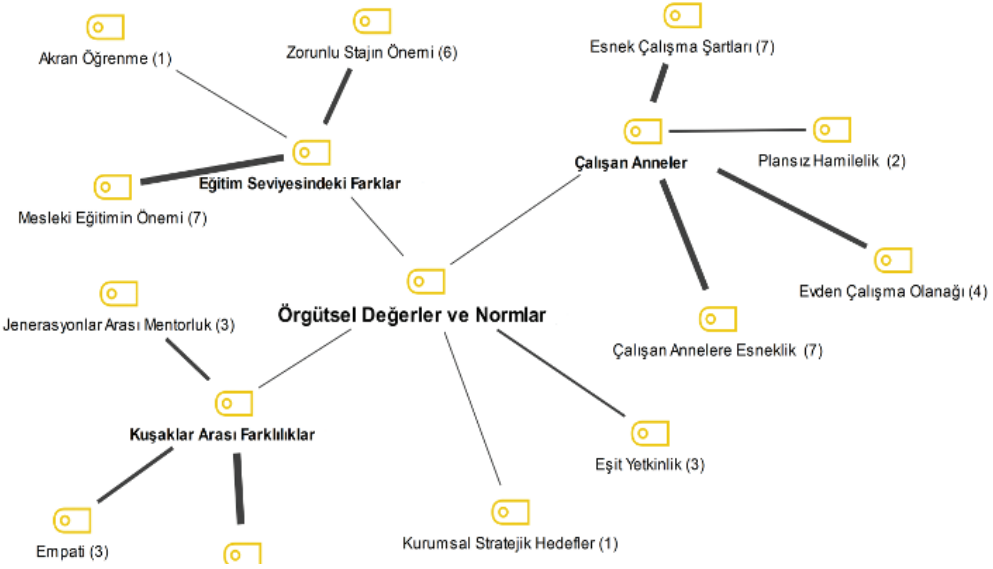 Akran Öğrenme (1)
Zorunlu Stajın Önemi (6)
Esnek Çalışma Şartları (7)
Eğitim Seviyesindeki Farklar
Çalışan Anneler
Plansız Hamilelik (2)
Mesleki Eğitimin Önemi (7)
Evden Çalışma Olanağı (4)
Örgütsel Değerler ve Normlar
Jenerasyonlar Arası Mentorluk (3)
Çalışan Annelere Esneklik (7)
Kuşaklar Arası Farklılıklar
Eşit Yetkinlik (3)
Empati (3)
Kurumsal Stratejik Hedefler (1)